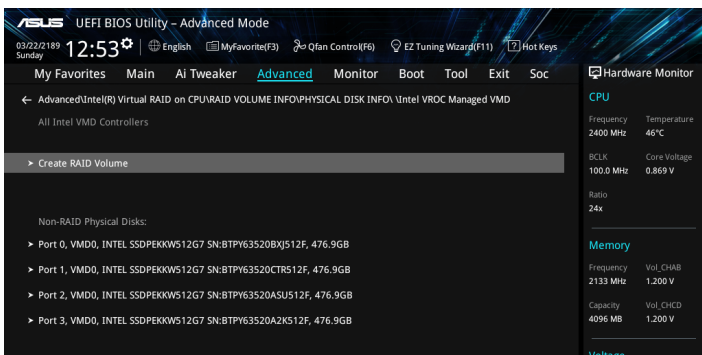 ASUS UEFI BIOS Utility – Advanced Mode
03/22/2189 Sunday 12:53 English MyFavorite(F3) Qfan Control(F6) EZ Tuning Wizard(F11) ? Hot Keys
My Favorites Main Ai Tweaker Advanced Monitor Boot Tool Exit Soc
Hardware Monitor
← Advanced\Intel(R) Virtual RAID on CPU\RAID VOLUME INFO\PHYSICAL DISK INFO\ \Intel VROC Managed VMD
All Intel VMD Controllers
> Create RAID Volume
Non-RAID Physical Disks:
> Port 0, VMD0, INTEL SSDPEKKW512G7 SN:BTPY63520BXJ512F, 476.9GB
> Port 1, VMD0, INTEL SSDPEKKW512G7 SN:BTPY63520CTR512F, 476.9GB
> Port 2, VMD0, INTEL SSDPEKKW512G7 SN:BTPY63520ASU512F, 476.9GB
> Port 3, VMD0, INTEL SSDPEKKW512G7 SN:BTPY63520A2K512F, 476.9GB
CPU
Frequency Temperature
2400 MHz 46°C
BCLK Core Voltage
100.0 MHz 0.869 V
Ratio
24x
Memory
Frequency Vol_CHAB
2133 MHz 1.200 V
Capacity Vol_CHCD
4096 MB 1.200 V
Voltage